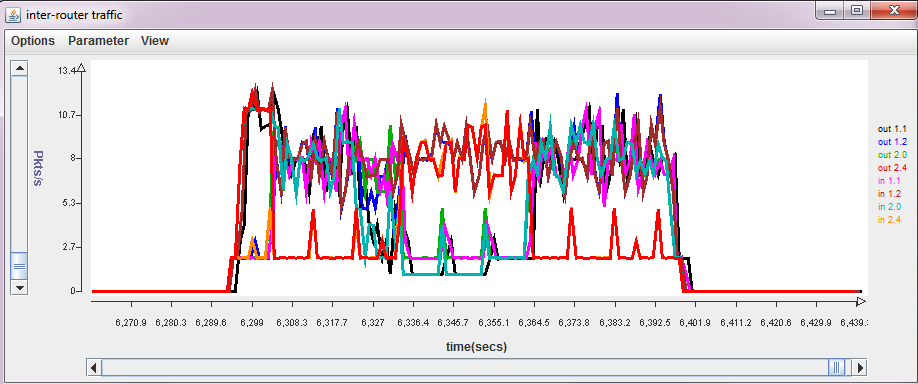 inter-router traffic
Options Parameter View
13.4
10.7
8
5.3
2.7
0
Pkts/s
out 1.1
out 1.2
out 2.0
out 2.4
in 1.1
in 1.2
in 2.0
in 2.4
6,270.9 6,280.3 6,289.6 6,299 6,308.3 6,317.7 6,327 6,336.4 6,345.7 6,355.1 6,364.5 6,373.8 6,383.2 6,392.5 6,401.9 6,411.2 6,420.6 6,429.9 6,439.
time(secs)